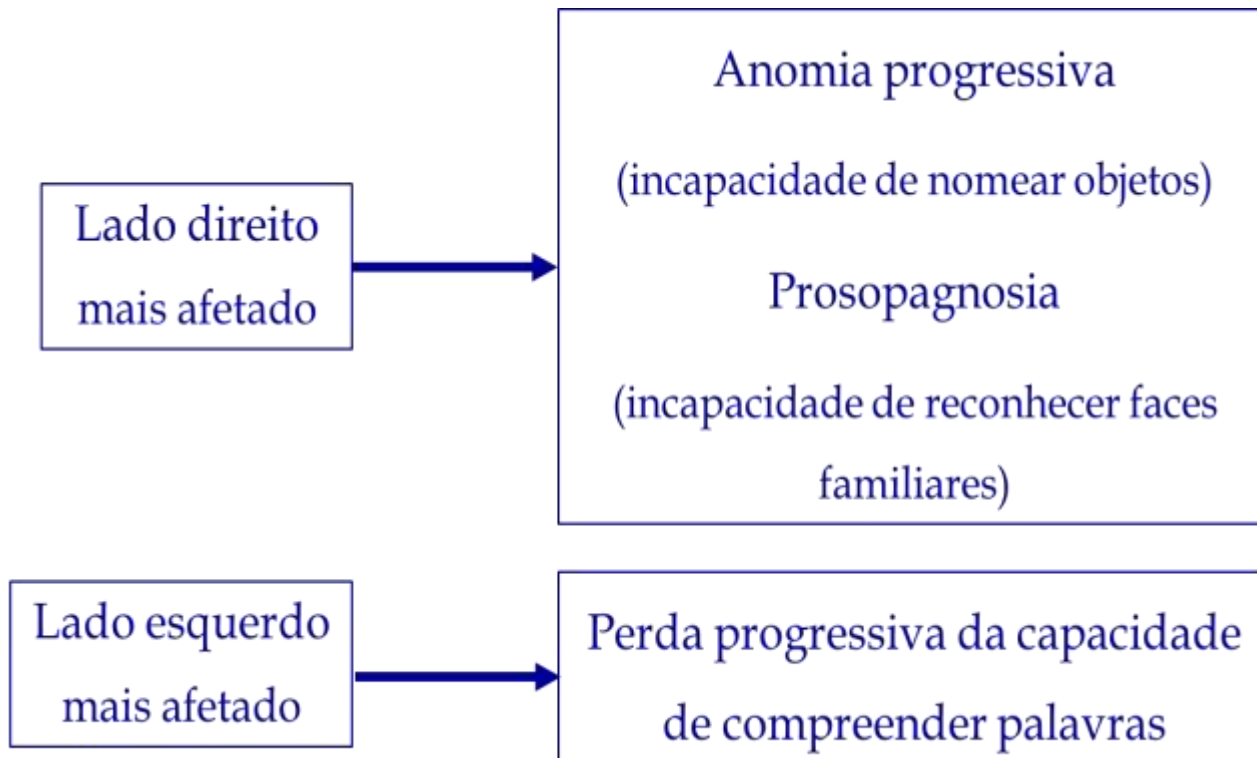 Lado direito
mais afetado
Anomia progressiva
(incapacidade de nomear objetos)
Prosopagnosia
(incapacidade de reconhecer faces
familiares)
Lado esquerdo
mais afetado
Perda progressiva da capacidade
de compreender palavras